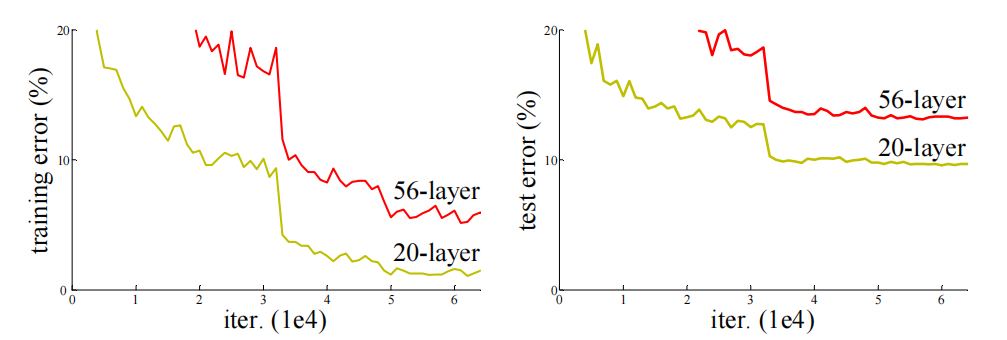 20
10
0
0 1 2 3 4 5 6
training error (%)
iter. (1e4)
56-layer
20-layer
20
10
0
0 1 2 3 4 5 6
test error (%)
iter. (1e4)
56-layer
20-layer